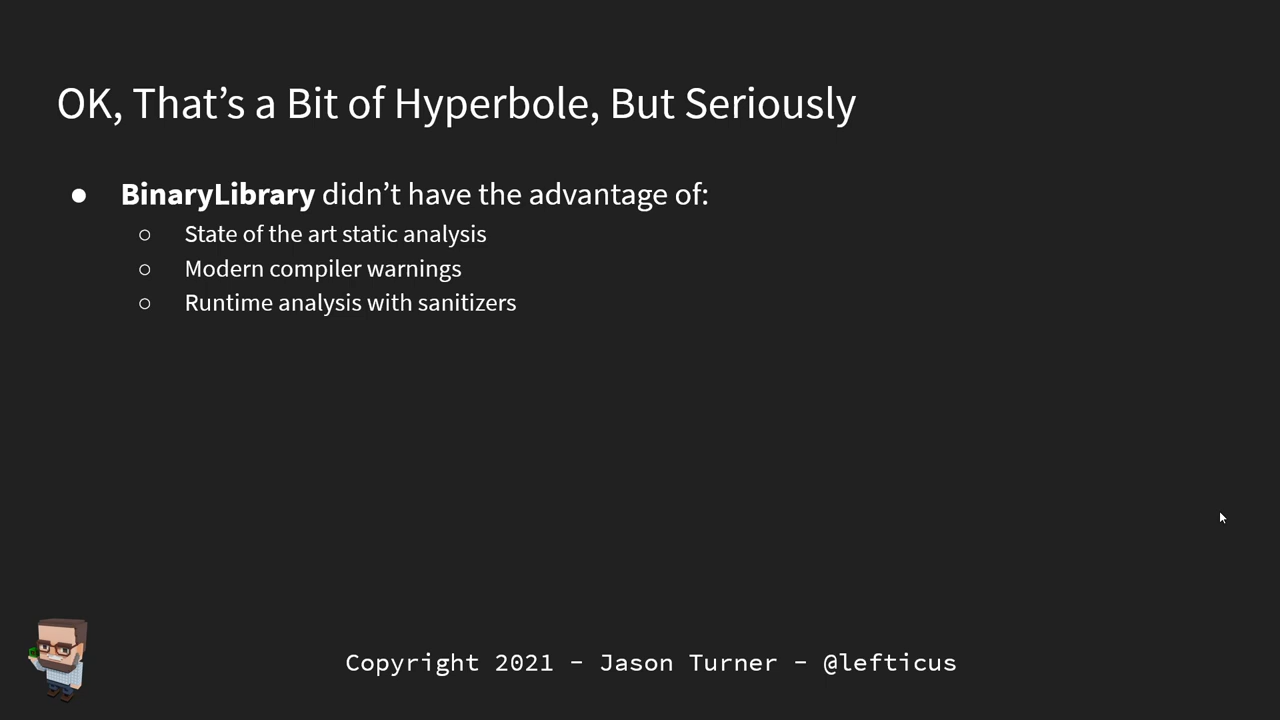 OK, That’s a Bit of Hyperbole, But Seriously
● BinaryLibrary didn’t have the advantage of:
○ State of the art static analysis
○ Modern compiler warnings
○ Runtime analysis with sanitizers
Copyright 2021 - Jason Turner - @lefticus